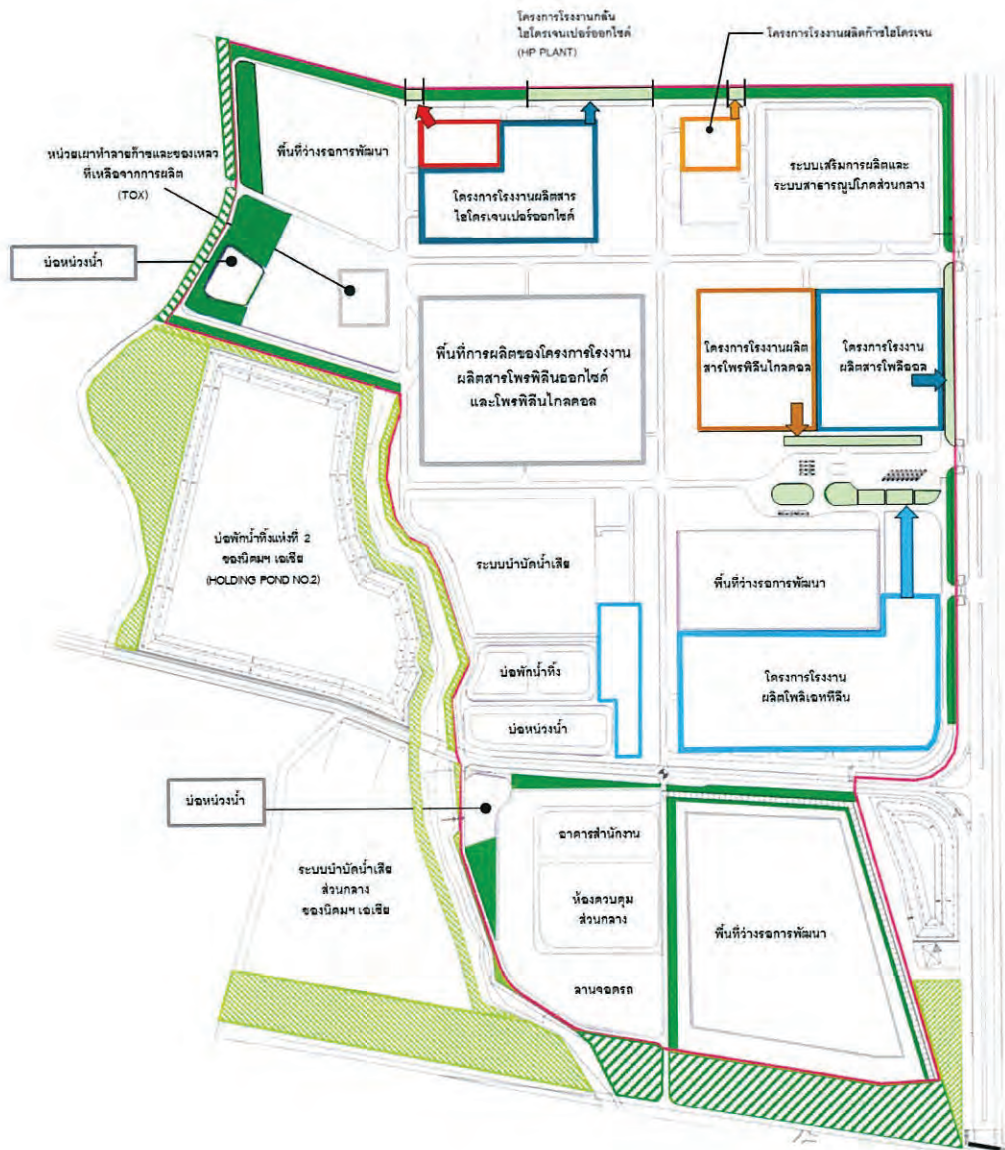 โครงการโรงงานกลั่น
ไฮโดรเจนเปอร์ออกไซด์
(HP PLANT)
โครงการโรงงานผลิตก๊าซไฮโดรเจน
หน่วยเผาทำลายก๊าซและของเหลว
ที่เหลือจากการผลิต
(TOX)
พื้นที่ว่างรอการพัฒนา
โครงการโรงงานผลิตสาร
ไฮโดรเจนเปอร์ออกไซด์
ระบบเสริมการผลิตและ
ระบบสาธารณูปโภคส่วนกลาง
บ่อหน่วงน้ำ
พื้นที่การผลิตของโครงการโรงงาน
ผลิตสารโพรพิลีนออกไซด์
และโพรพิลีนไกลคอล
โครงการโรงงานผลิต
สารโพรพิลีนไกลคอล
โครงการโรงงาน
ผลิตสารโพลีออล
บ่อพักน้ำทิ้งแห่งที่ 2
ของนิคมฯ เอเซีย
(HOLDING POND NO.2)
ระบบบำบัดน้ำเสีย
พื้นที่ว่างรอการพัฒนา
บ่อพักน้ำทิ้ง
บ่อหน่วงน้ำ
โครงการโรงงาน
ผลิตโพลิเอททีลีน
บ่อหน่วงน้ำ
ระบบบำบัดน้ำเสีย
ส่วนกลาง
ของนิคมฯ เอเซีย
อาคารสำนักงาน
ห้องควบคุม
ส่วนกลาง
ลานจอดรถ
พื้นที่ว่างรอการพัฒนา